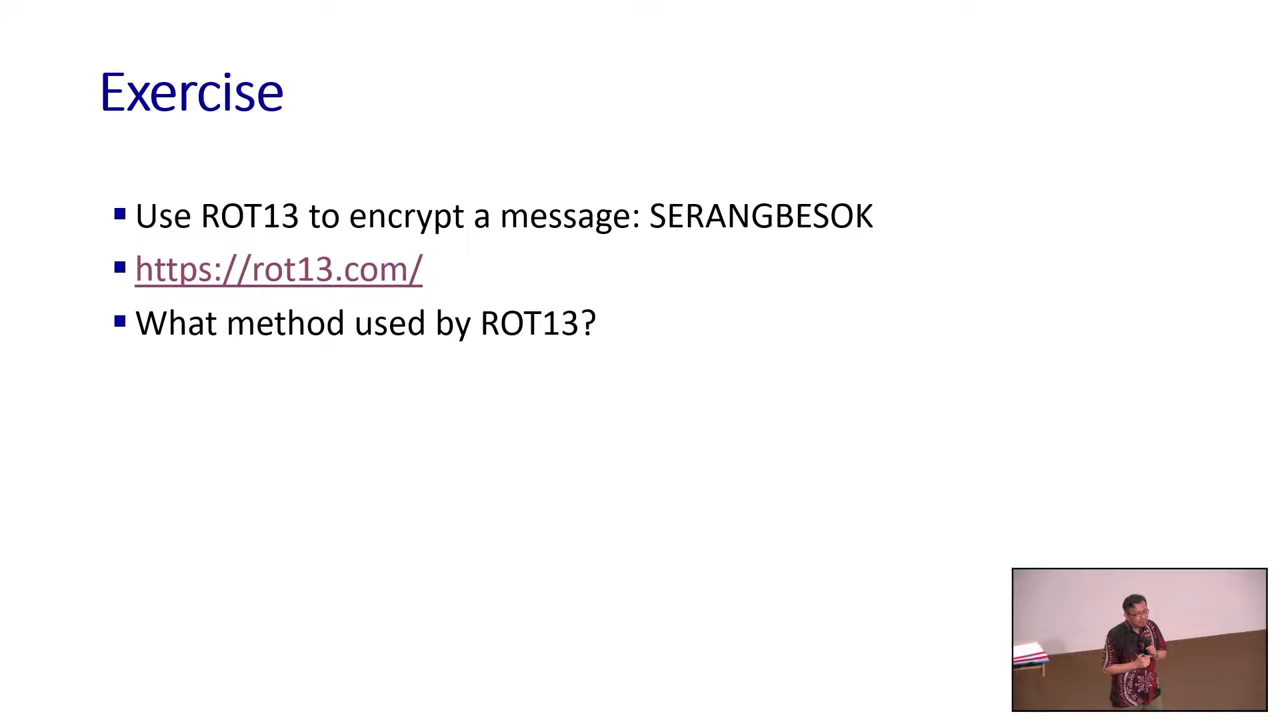 Exercise
Use ROT13 to encrypt a message: SERANGBESOK
https://rot13.com/
What method used by ROT13?